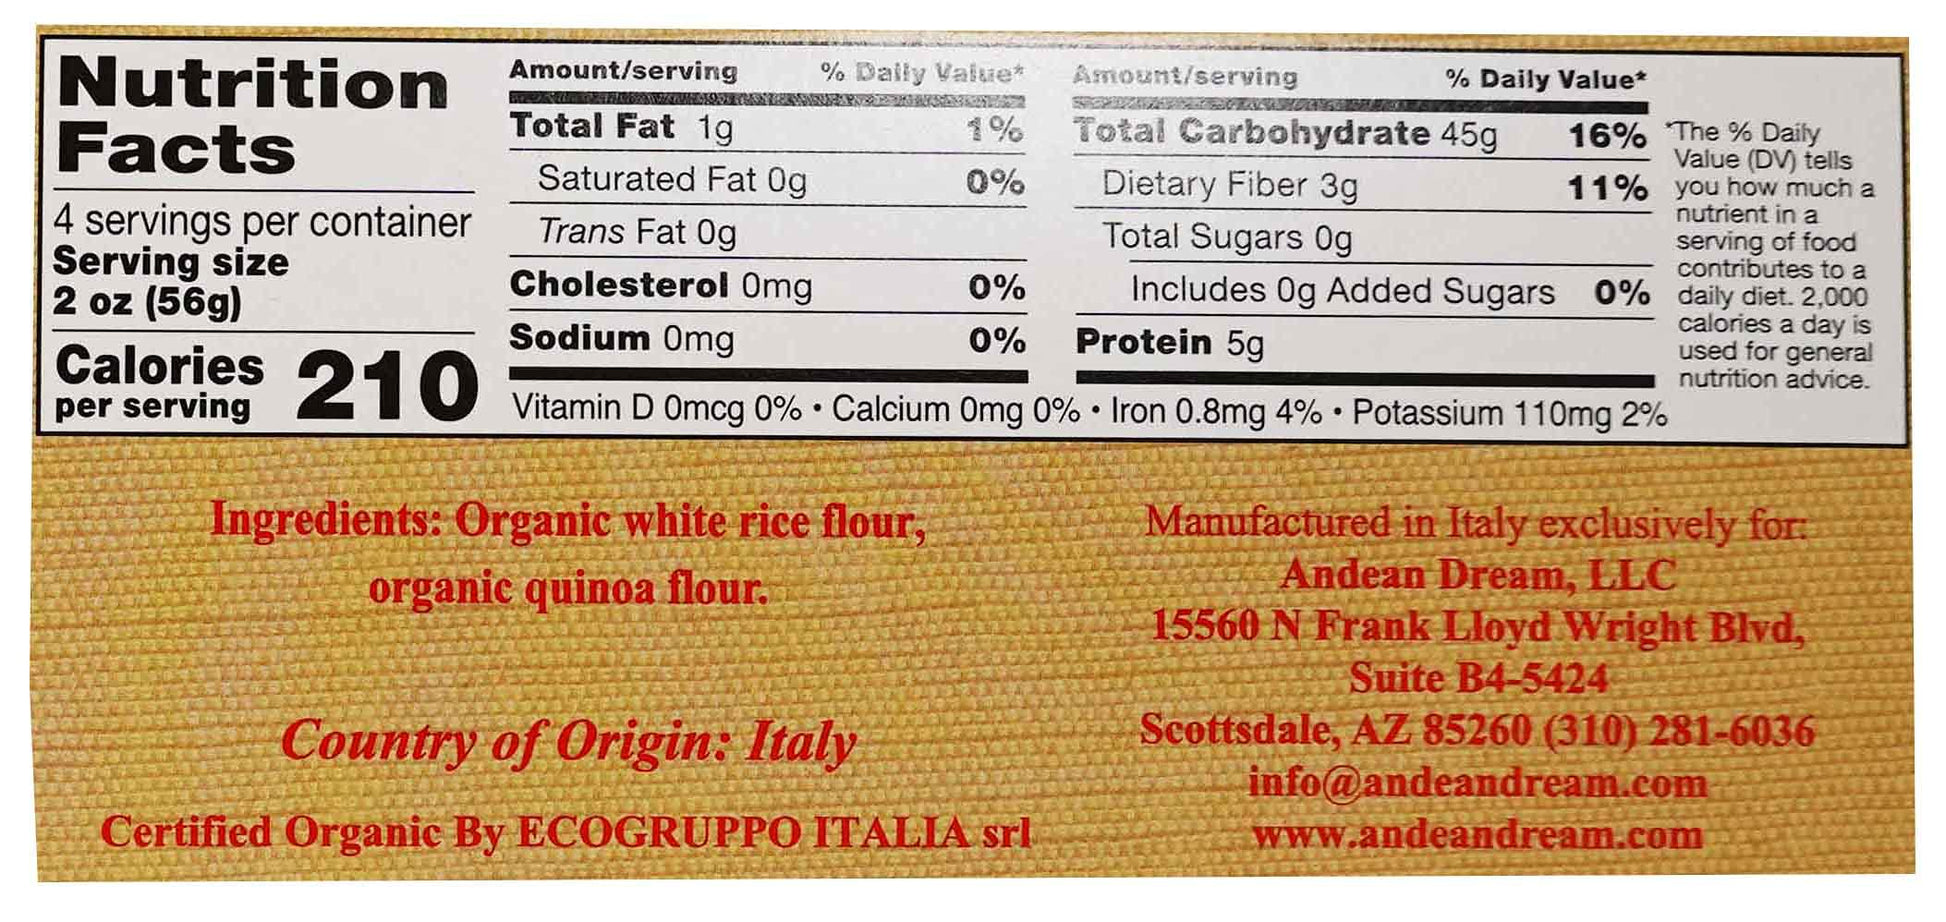 Nutrition
Facts
4 servings per container
Serving size
2 oz (56g)
Calories
per serving 210
Amount/serving % Daily Value*
Total Fat 1g 1%
Saturated Fat 0g 0%
Trans Fat 0g
Cholesterol 0mg 0%
Sodium 0mg 0%
Amount/serving % Daily Value*
Total Carbohydrate 45g 16%
Dietary Fiber 3g 11%
Total Sugars 0g
Includes 0g Added Sugars 0%
Protein 5g
Vitamin D 0mcg 0% • Calcium 0mg 0% • Iron 0.8mg 4% • Potassium 110mg 2%
*The % Daily
Value (DV) tells
you how much a
nutrient in a
serving of food
contributes to a
daily diet. 2,000
calories a day is
used for general
nutrition advice.
Ingredients: Organic white rice flour,
organic quinoa flour.
Country of Origin: Italy
Certified Organic By ECOGRUPPO ITALIA srl
Manufactured in Italy exclusively for:
Andean Dream, LLC
15560 N Frank Lloyd Wright Blvd,
Suite B4-5424
Scottsdale, AZ 85260 (310) 281-6036
info@andeandream.com
www.andeandream.com